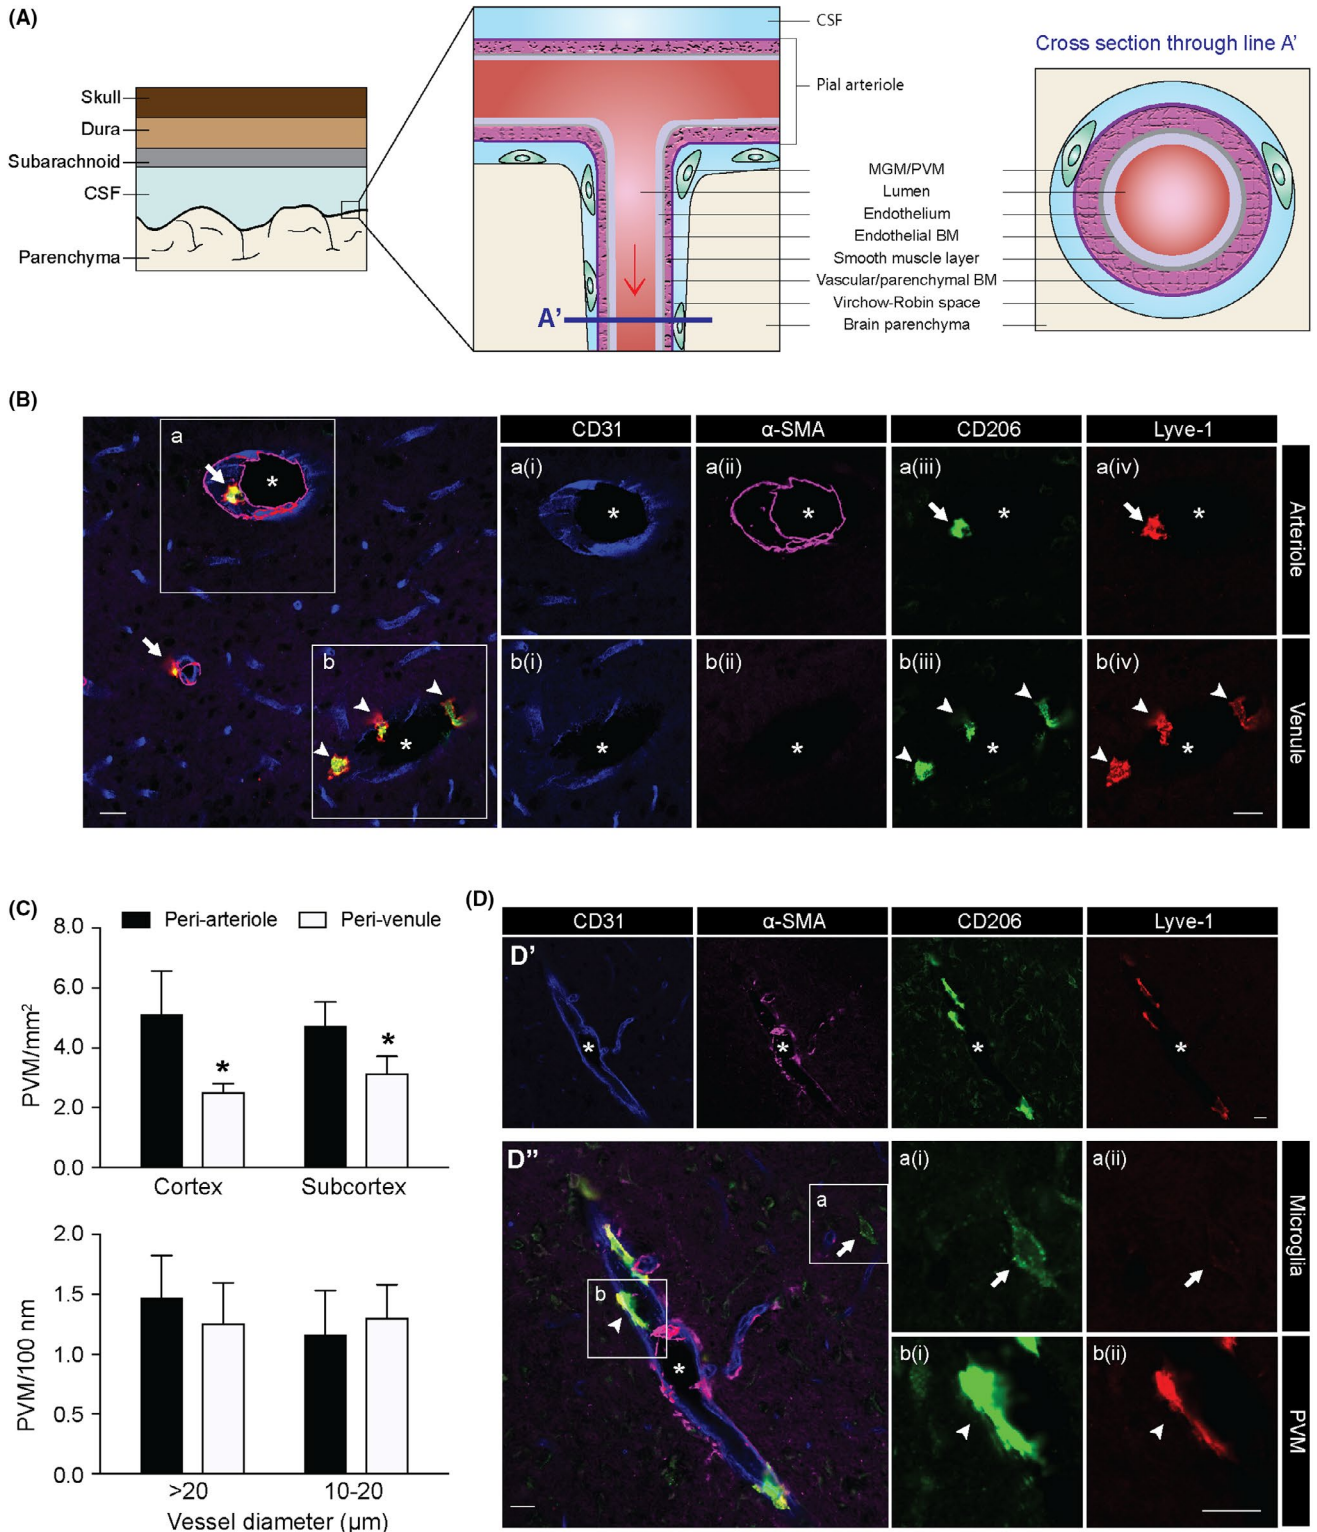 (A)
Skull
Dura
Subarachnoid
CSF
Parenchyma
CSF
Pial arteriole
MGM/PVM
Lumen
Endothelium
Endothelial BM
Smooth muscle layer
Vascular/parenchymal BM
Virchow-Robin space
Brain parenchyma
A’
Cross section through line A’
(B)
CD31 α-SMA CD206 Lyve-1
a a(i) a(ii) a(iii) a(iv) Arteriole
* * * * *
b b(i) b(ii) b(iii) b(iv) Venule
* * * * *
(C)
Peri-arteriole Peri-venule
PVM/mm²
8.0
6.0
4.0
2.0
0.0
* *
Cortex Subcortex
PVM/100 nm
2.0
1.5
1.0
0.5
0.0
>20 10-20
Vessel diameter (µm)
(D)
CD31 α-SMA CD206 Lyve-1
D’
* * * *
D”
a a(i) a(ii) Microglia
b b(i) b(ii) PVM
*